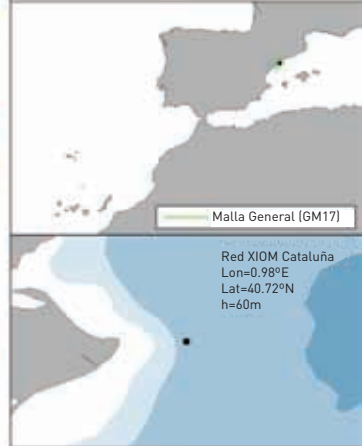 Malla General (GM17)
Red XIOM Cataluña
Lon=0.98ºE
Lat=40.72ºN
h=60m